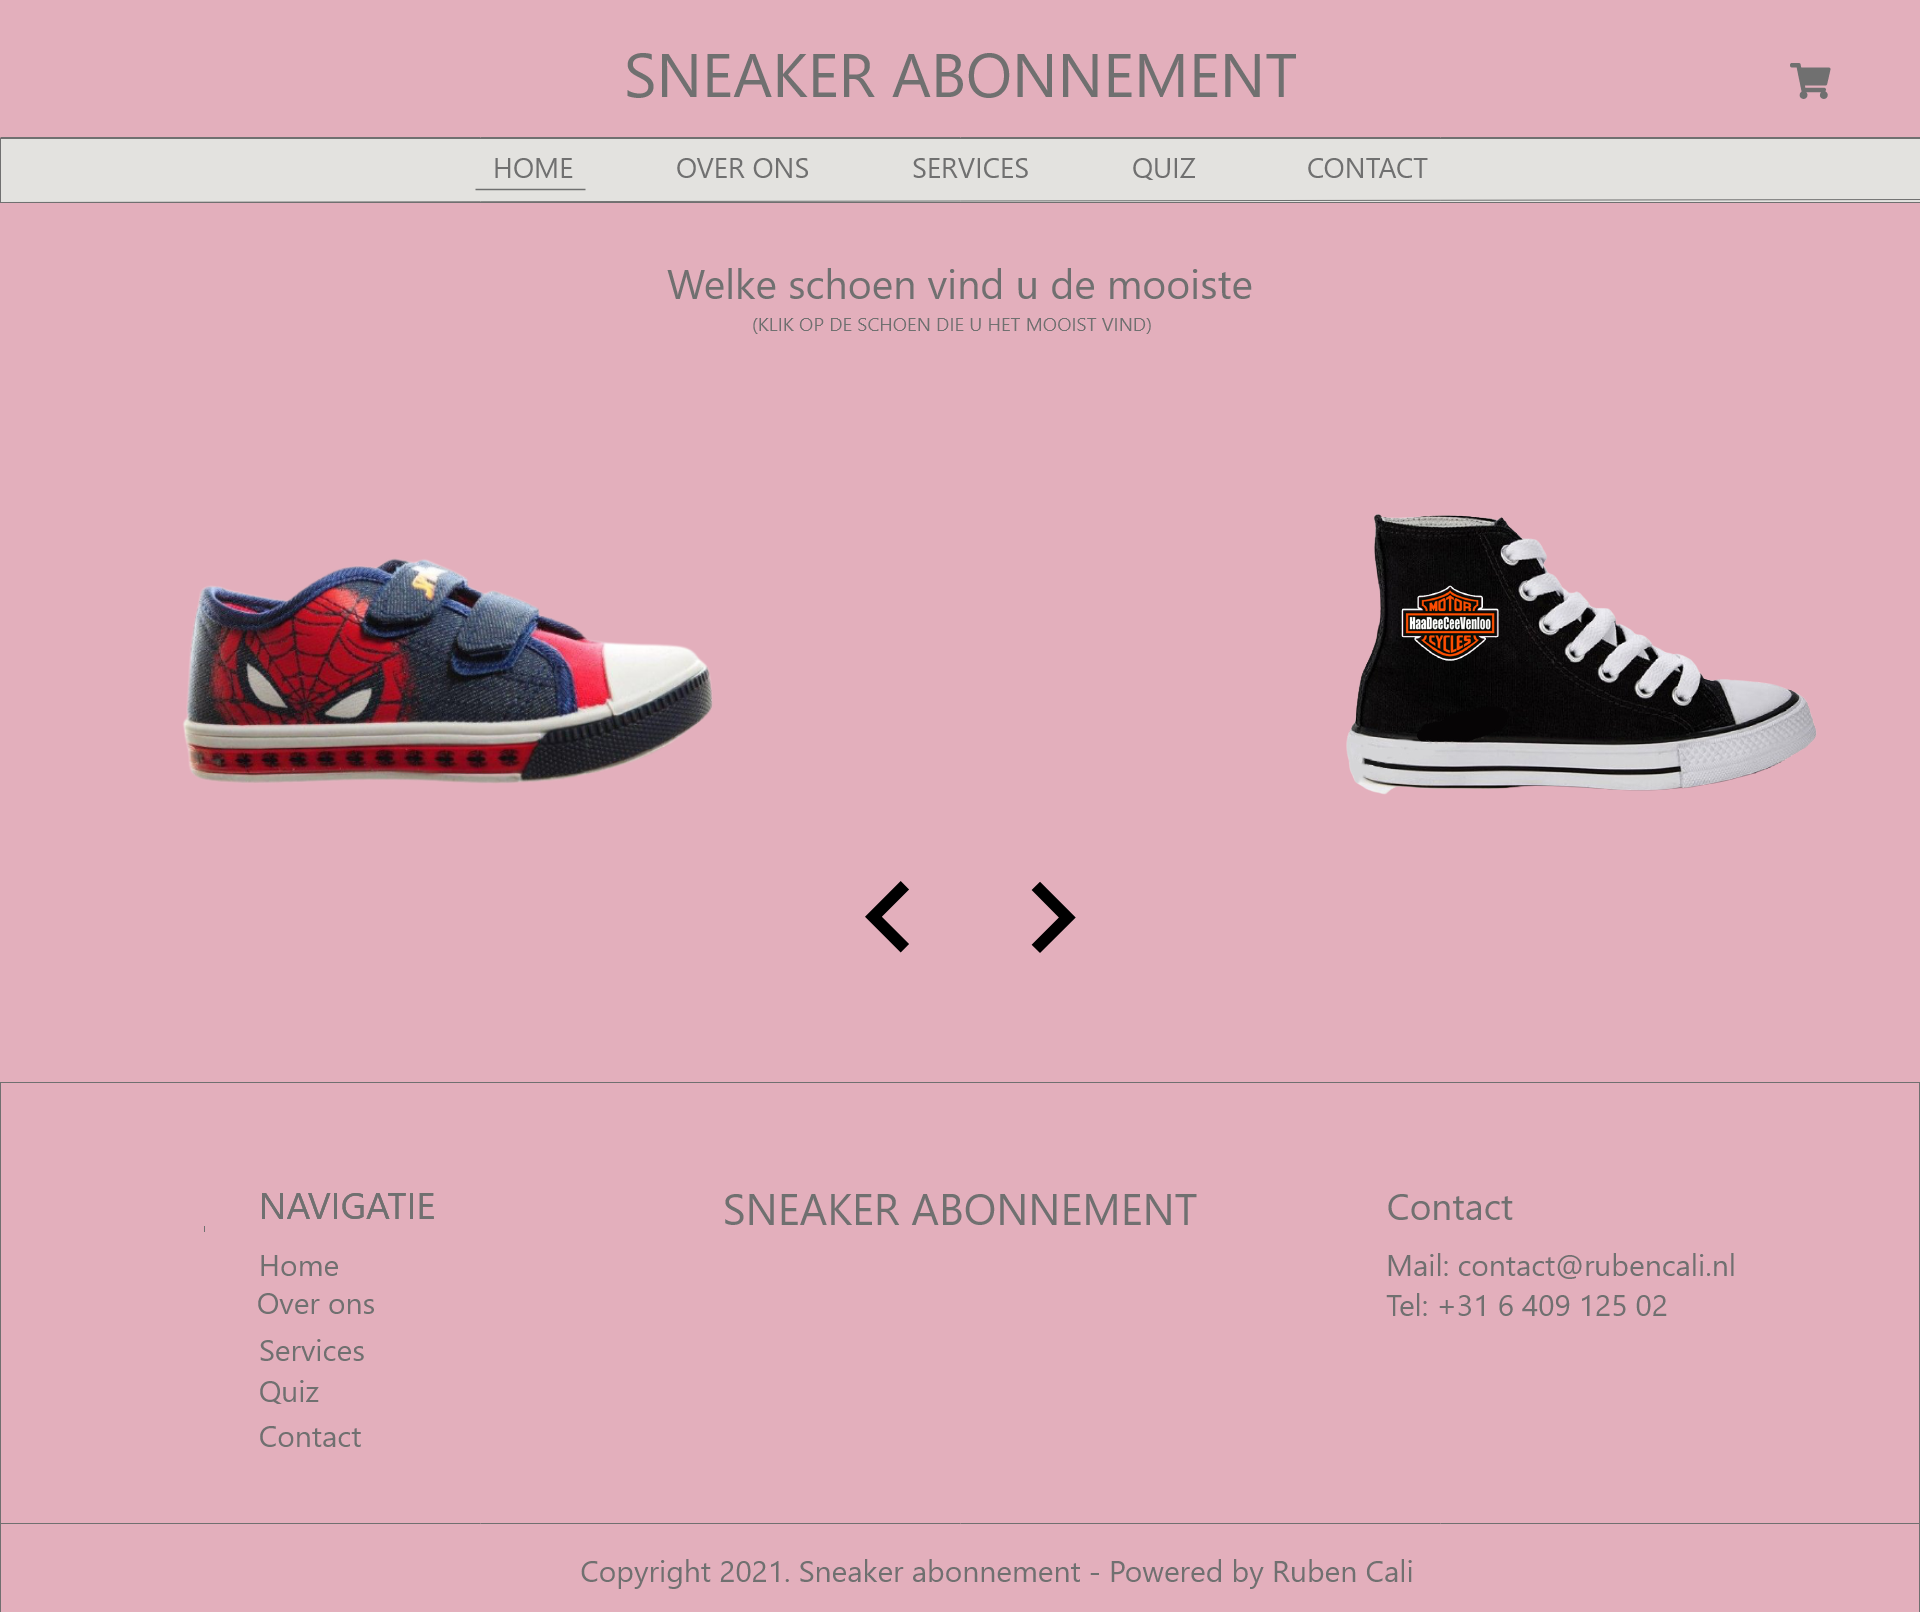 SNEAKER ABONNEMENT
HOME OVER ONS SERVICES QUIZ CONTACT
Welke schoen vind u de mooiste
(KLIK OP DE SCHOEN DIE U HET MOOIST VIND)
MOTOR
HaaDeeCeeVenloo
CYCLES
NAVIGATIE
Home
Over ons
Services
Quiz
Contact
SNEAKER ABONNEMENT
Contact
Mail: contact@rubencali.nl
Tel: +31 6 409 125 02
Copyright 2021. Sneaker abonnement - Powered by Ruben Cali